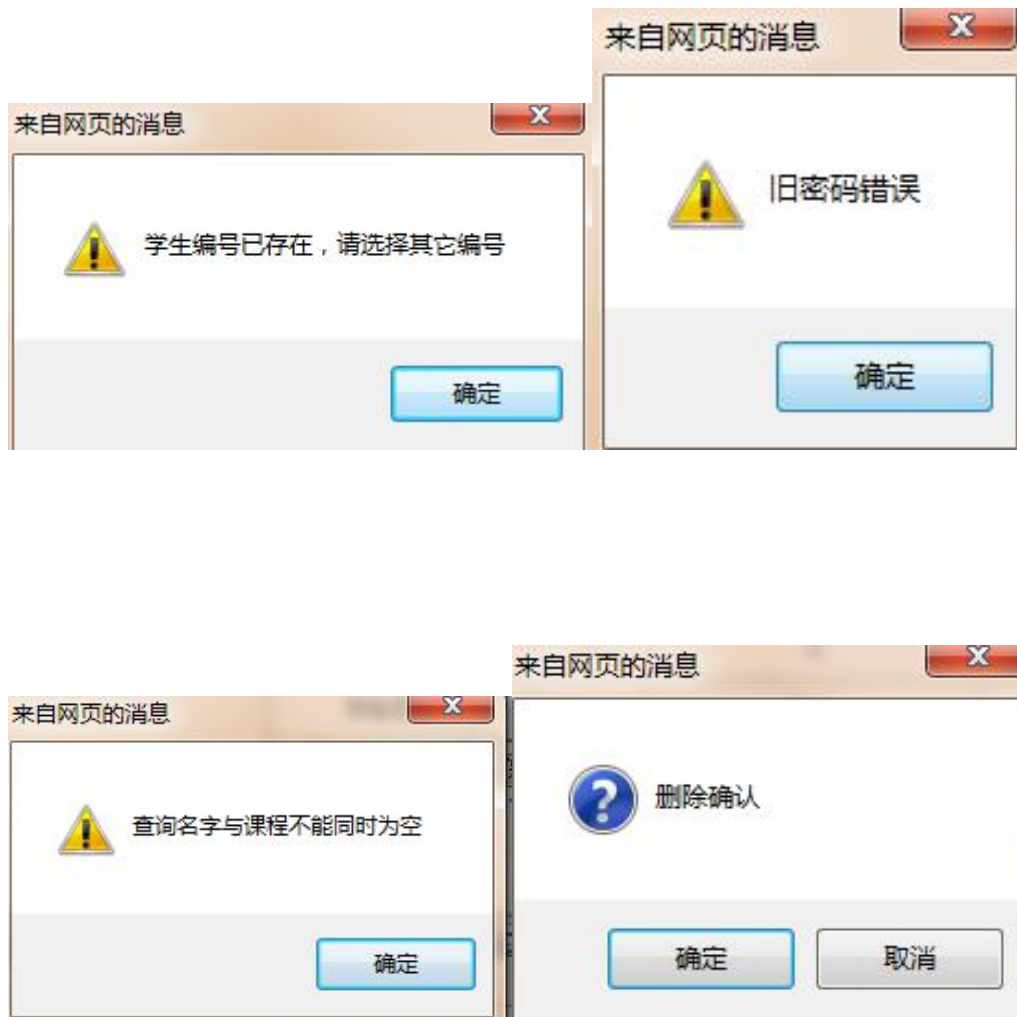 来自网页的消息
X
学生编号已存在，请选择其它编号
确定
来自网页的消息
X
旧密码错误
确定
来自网页的消息
X
查询名字与课程不能同时为空
确定
来自网页的消息
X
删除确认
确定
取消